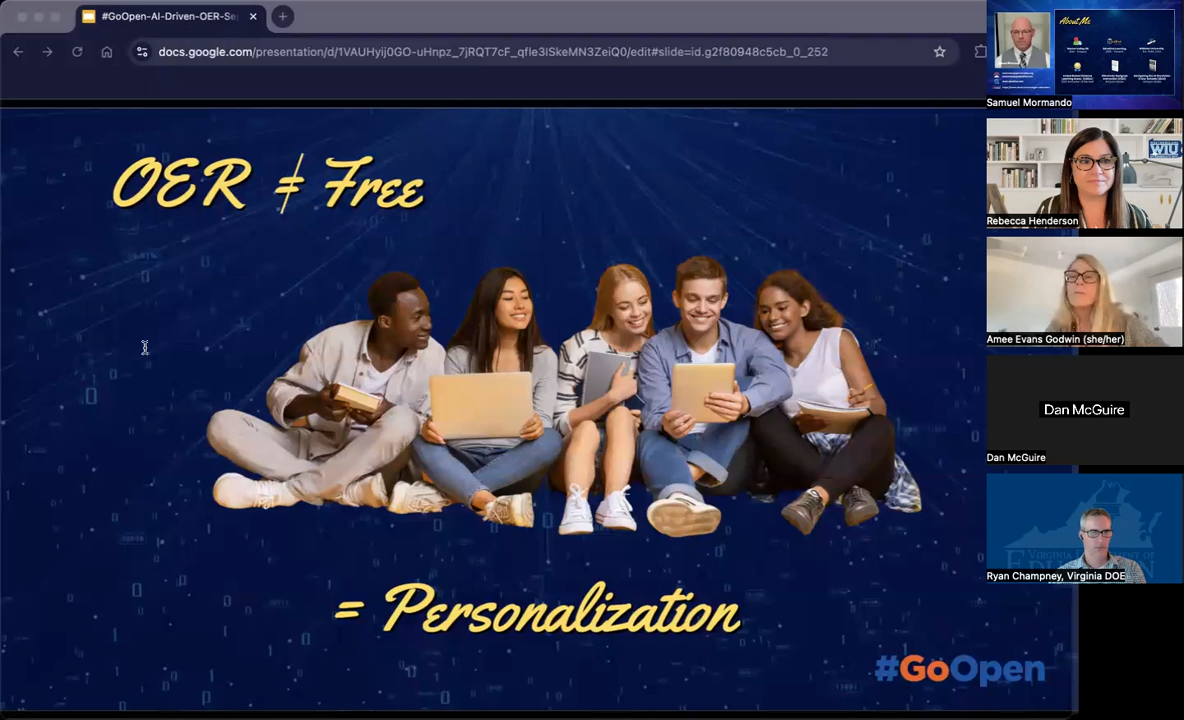 #GoOpen-AI-Driven-OER-Se
docs.google.com/presentation/d/1VAUHyij0GO-uHnpz_7jRQT7cF_qfle3ISkeMN3ZeiQ0/edit#slide=id.g2f80948c5cb_0_252
OER ≠ Free
= Personalization
#GoOpen
About Me
Samuel Mormando
WIU
Rebecca Henderson
Amee Evans Godwin (she/her)
Dan McGuire
Dan McGuire
Ryan Champney, Virginia DOE